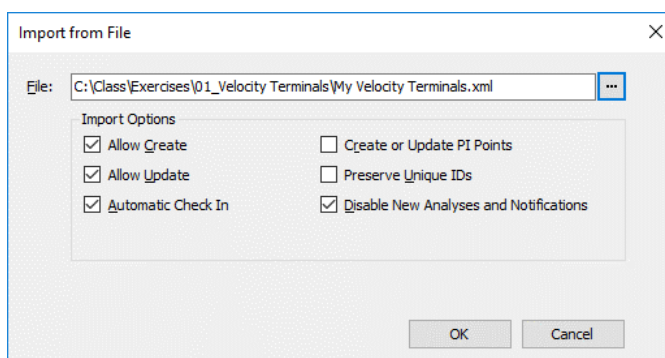 Import from File
File: C:\Class\Exercises\01_Velocity Terminals\My Velocity Terminals.xml ...
Import Options
Allow Create Create or Update PI Points
Allow Update Preserve Unique IDs
Automatic Check In Disable New Analyses and Notifications
OK Cancel